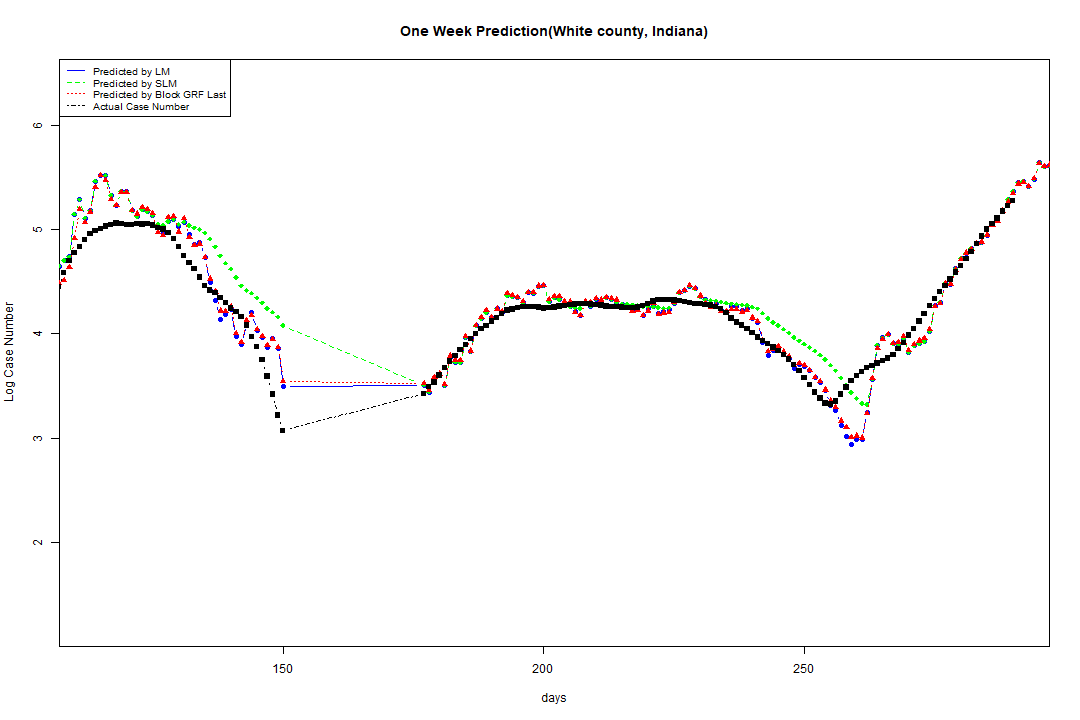 One Week Prediction(White county, Indiana)
Predicted by LM
Predicted by SLM
Predicted by Block GRF Last
Actual Case Number
6
5
4
3
2
Log Case Number
150
200
250
days